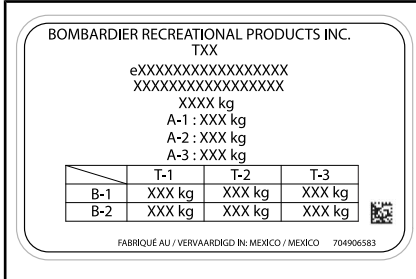 BOMBARDIER RECREATIONAL PRODUCTS INC.
TXX
eXXXXXXXXXXXXXXXXX
XXXXXXXXXXXXXXXXX
XXXX kg
A-1 : XXX kg
A-2 : XXX kg
A-3 : XXX kg
T-1 T-2 T-3
B-1 XXX kg XXX kg XXX kg
B-2 XXX kg XXX kg XXX kg
FABRIQUÉ AU / VERVAARDIGD IN: MEXICO / MEXICO 704906583